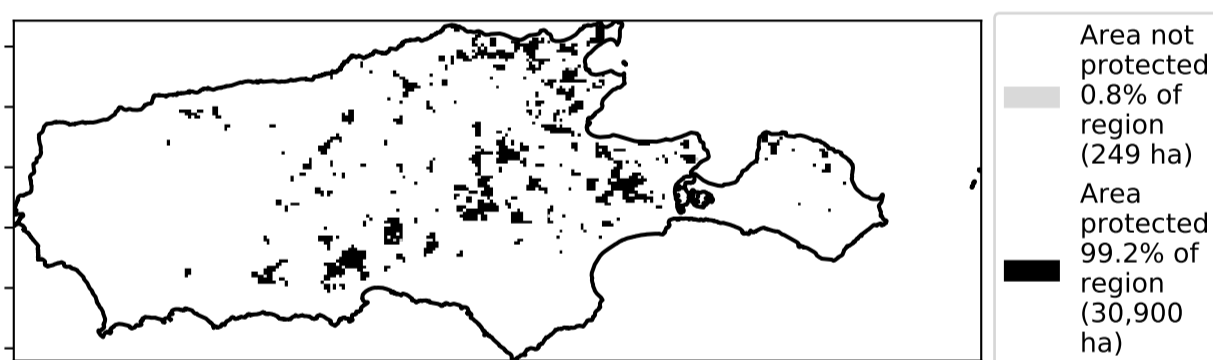 Area not
protected
0.8% of
region
(249 ha)
Area
protected
99.2% of
region
(30,900
ha)